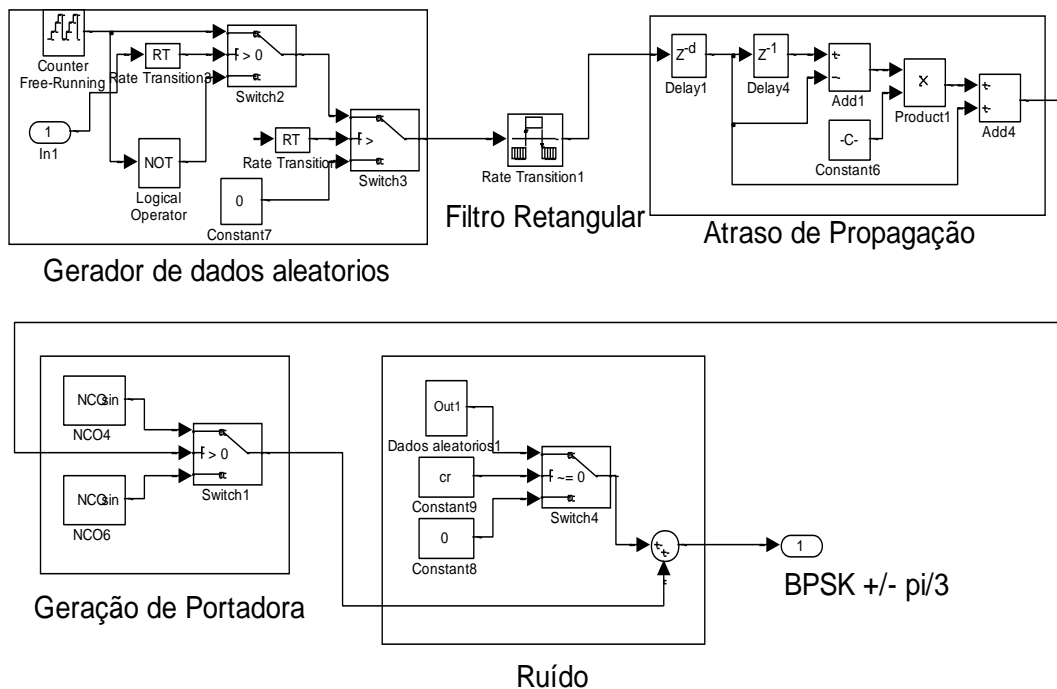 Counter
Free-Running
RT
> 0
Rate Transition3
Switch2
1
In1
NOT
Logical
Operator
RT
>
Rate Transition
Switch3
0
Constant7
Gerador de dados aleatorios
Rate Transition1
Filtro Retangular
Z-d
Delay1
Z-1
Delay4
+
−
Add1
X
Product1
-C-
Constant6
+
+
Add4
Atraso de Propagação
NCO sin
NCO4
> 0
Switch1
NCO sin
NCO6
Geração de Portadora
Out1
Dados aleatorios1
cr
Constant9
~= 0
Switch4
0
Constant8
+
+
1
BPSK +/- pi/3
Ruído